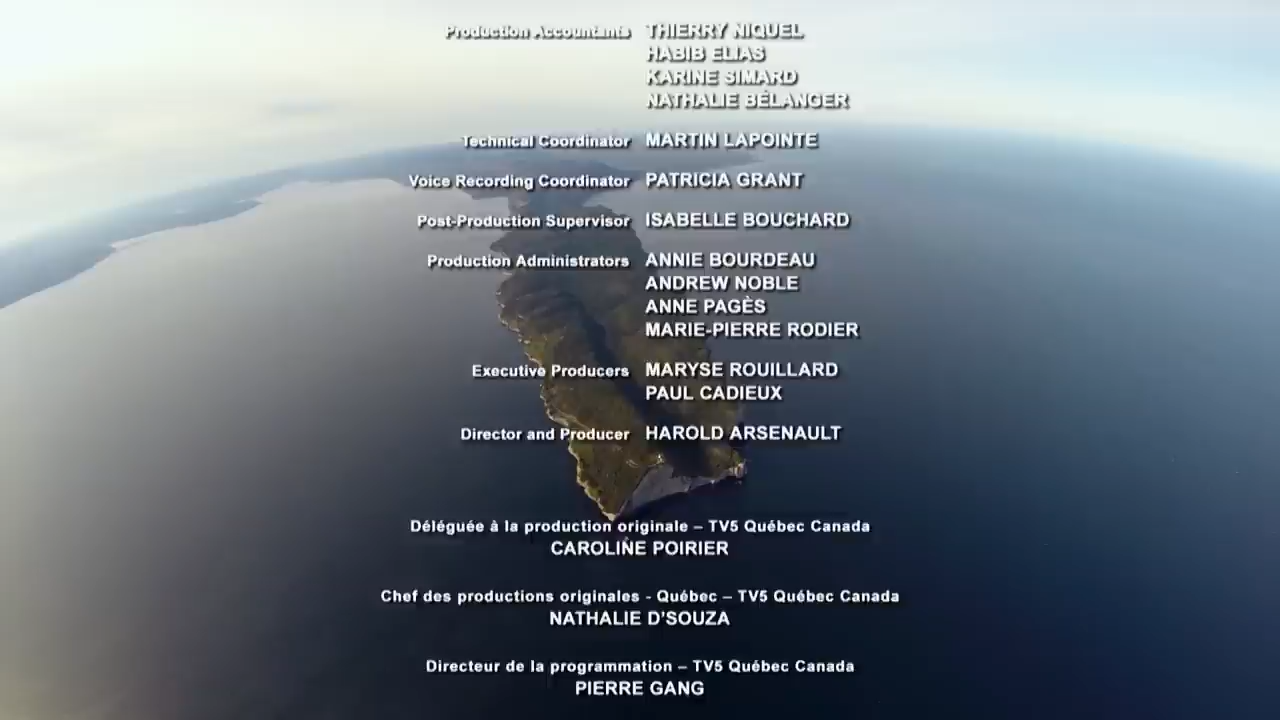 Production Accountants THIERRY NIQUEL
HABIB ELIAS
KARINE SIMARD
NATHALIE BÉLANGER
Technical Coordinator MARTIN LAPOINTE
Voice Recording Coordinator PATRICIA GRANT
Post-Production Supervisor ISABELLE BOUCHARD
Production Administrators ANNIE BOURDEAU
ANDREW NOBLE
ANNE PAGÈS
MARIE-PIERRE RODIER
Executive Producers MARYSE ROUILLARD
PAUL CADIEUX
Director and Producer HAROLD ARSENAULT
Déléguée à la production originale – TV5 Québec Canada
CAROLINE POIRIER
Chef des productions originales - Québec – TV5 Québec Canada
NATHALIE D'SOUZA
Directeur de la programmation – TV5 Québec Canada
PIERRE GANG